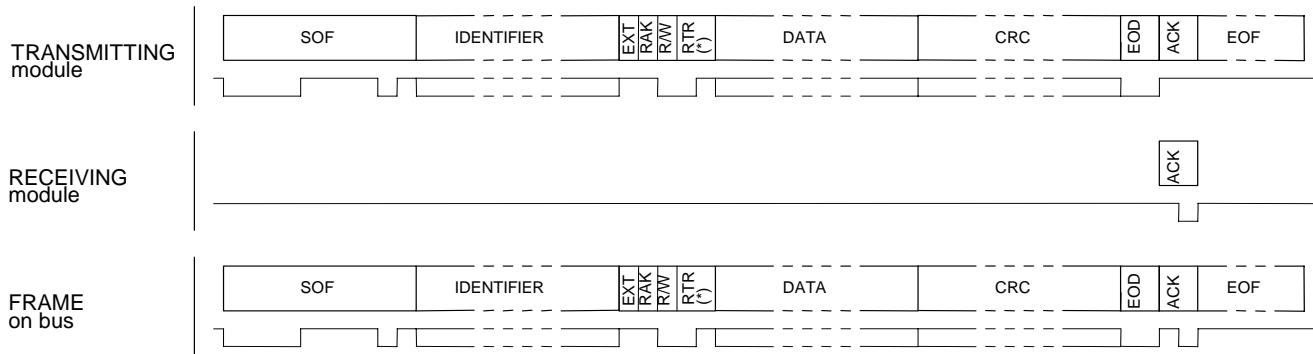 TRANSMITTING
module
SOF IDENTIFIER EXT RAK R/W RTR (*) DATA CRC EOD ACK EOF
RECEIVING
module
ACK
FRAME
on bus
SOF IDENTIFIER EXT RAK R/W RTR (*) DATA CRC EOD ACK EOF